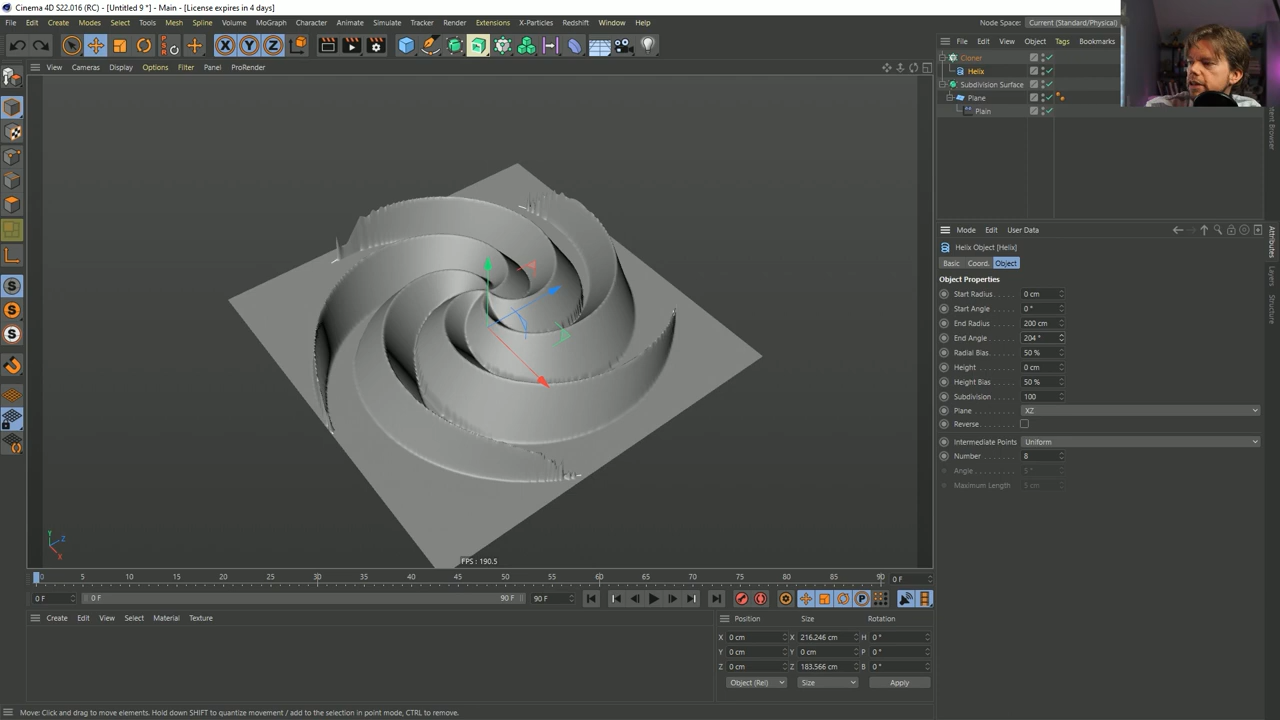 Cinema 4D S22.016 (RC) - [Untitled 9 *] - Main - [License expires in 4 days]
File Edit Create Modes Select Tools Mesh Spline Volume MoGraph Character Animate Simulate Tracker Render Extensions X-Particles Redshift Window Help
Node Space: Current (Standard/Physical)
X Y Z
File Edit View Object Tags Bookmarks
View Cameras Display Options Filter Panel ProRender
Cloner
Helix
Subdivision Surface
Plane
Plain
Content Browser
Mode Edit User Data
Helix Object [Helix]
Basic Coord. Object
Object Properties
Start Radius 0 cm
Start Angle 0 °
End Radius 200 cm
End Angle 204 °
Radial Bias 50 %
Height 0 cm
Height Bias 50 %
Subdivision 100
Plane XZ
Reverse
Intermediate Points Uniform
Number 8
Angle 5 °
Maximum Length 5 cm
Attributes
Layers
Structure
S
S
S
Y
Z
X
FPS : 190.5
0 5 10 15 20 25 30 35 40 45 50 55 60 65 70 75 80 85 90 0 F
0 F 0 F 90 F 90 F
P
Create Edit View Select Material Texture
Position Size Rotation
X 0 cm X 216.246 cm H 0 °
Y 0 cm Y 0 cm P 0 °
Z 0 cm Z 183.566 cm B 0 °
Object (Rel) Size Apply
Move: Click and drag to move elements. Hold down SHIFT to quantize movement / add to the selection in point mode, CTRL to remove.